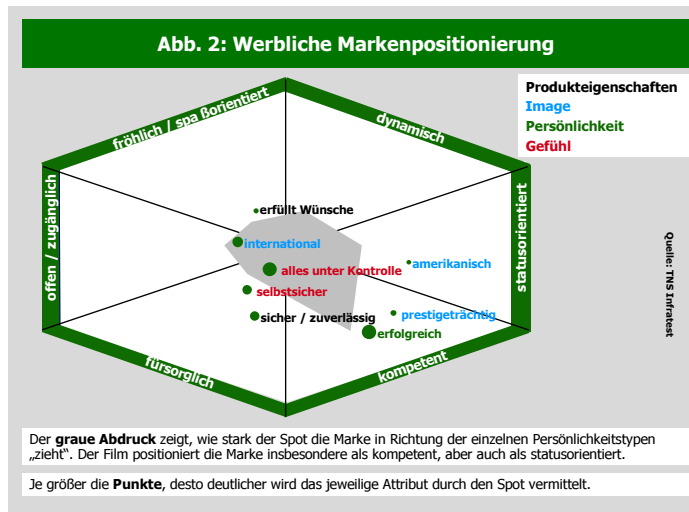 Abb. 2: Werbliche Markenpositionierung
Produkteigenschaften
Image
Persönlichkeit
Gefühl
fröhlich / spa ßorientiert
dynamisch
offen / zugänglich
statusorientiert
erfüllt Wünsche
international
alles unter Kontrolle
amerikanisch
selbstsicher
sicher / zuverlässig
prestigeträchtig
erfolgreich
fürsorglich
kompetent
Quelle: TNS Infratest
Der graue Abdruck zeigt, wie stark der Spot die Marke in Richtung der einzelnen Persönlichkeitstypen
„zieht“. Der Film positioniert die Marke insbesondere als kompetent, aber auch als statusorientiert.
Je größer die Punkte, desto deutlicher wird das jeweilige Attribut durch den Spot vermittelt.